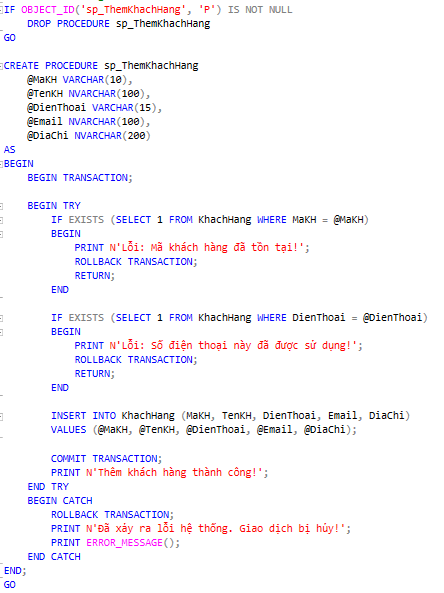 IF OBJECT_ID('sp_ThemKhachHang', 'P') IS NOT NULL
    DROP PROCEDURE sp_ThemKhachHang
GO

CREATE PROCEDURE sp_ThemKhachHang
    @MaKH VARCHAR(10),
    @TenKH NVARCHAR(100),
    @DienThoai VARCHAR(15),
    @Email NVARCHAR(100),
    @DiaChi NVARCHAR(200)
AS
BEGIN
    BEGIN TRANSACTION;

    BEGIN TRY
        IF EXISTS (SELECT 1 FROM KhachHang WHERE MaKH = @MaKH)
        BEGIN
            PRINT N'Lỗi: Mã khách hàng đã tồn tại!';
            ROLLBACK TRANSACTION;
            RETURN;
        END

        IF EXISTS (SELECT 1 FROM KhachHang WHERE DienThoai = @DienThoai)
        BEGIN
            PRINT N'Lỗi: Số điện thoại này đã được sử dụng!';
            ROLLBACK TRANSACTION;
            RETURN;
        END

        INSERT INTO KhachHang (MaKH, TenKH, DienThoai, Email, DiaChi)
        VALUES (@MaKH, @TenKH, @DienThoai, @Email, @DiaChi);

        COMMIT TRANSACTION;
        PRINT N'Thêm khách hàng thành công!';
    END TRY
    BEGIN CATCH
        ROLLBACK TRANSACTION;
        PRINT N'Đã xảy ra lỗi hệ thống. Giao dịch bị hủy!';
        PRINT ERROR_MESSAGE();
    END CATCH
END;
GO